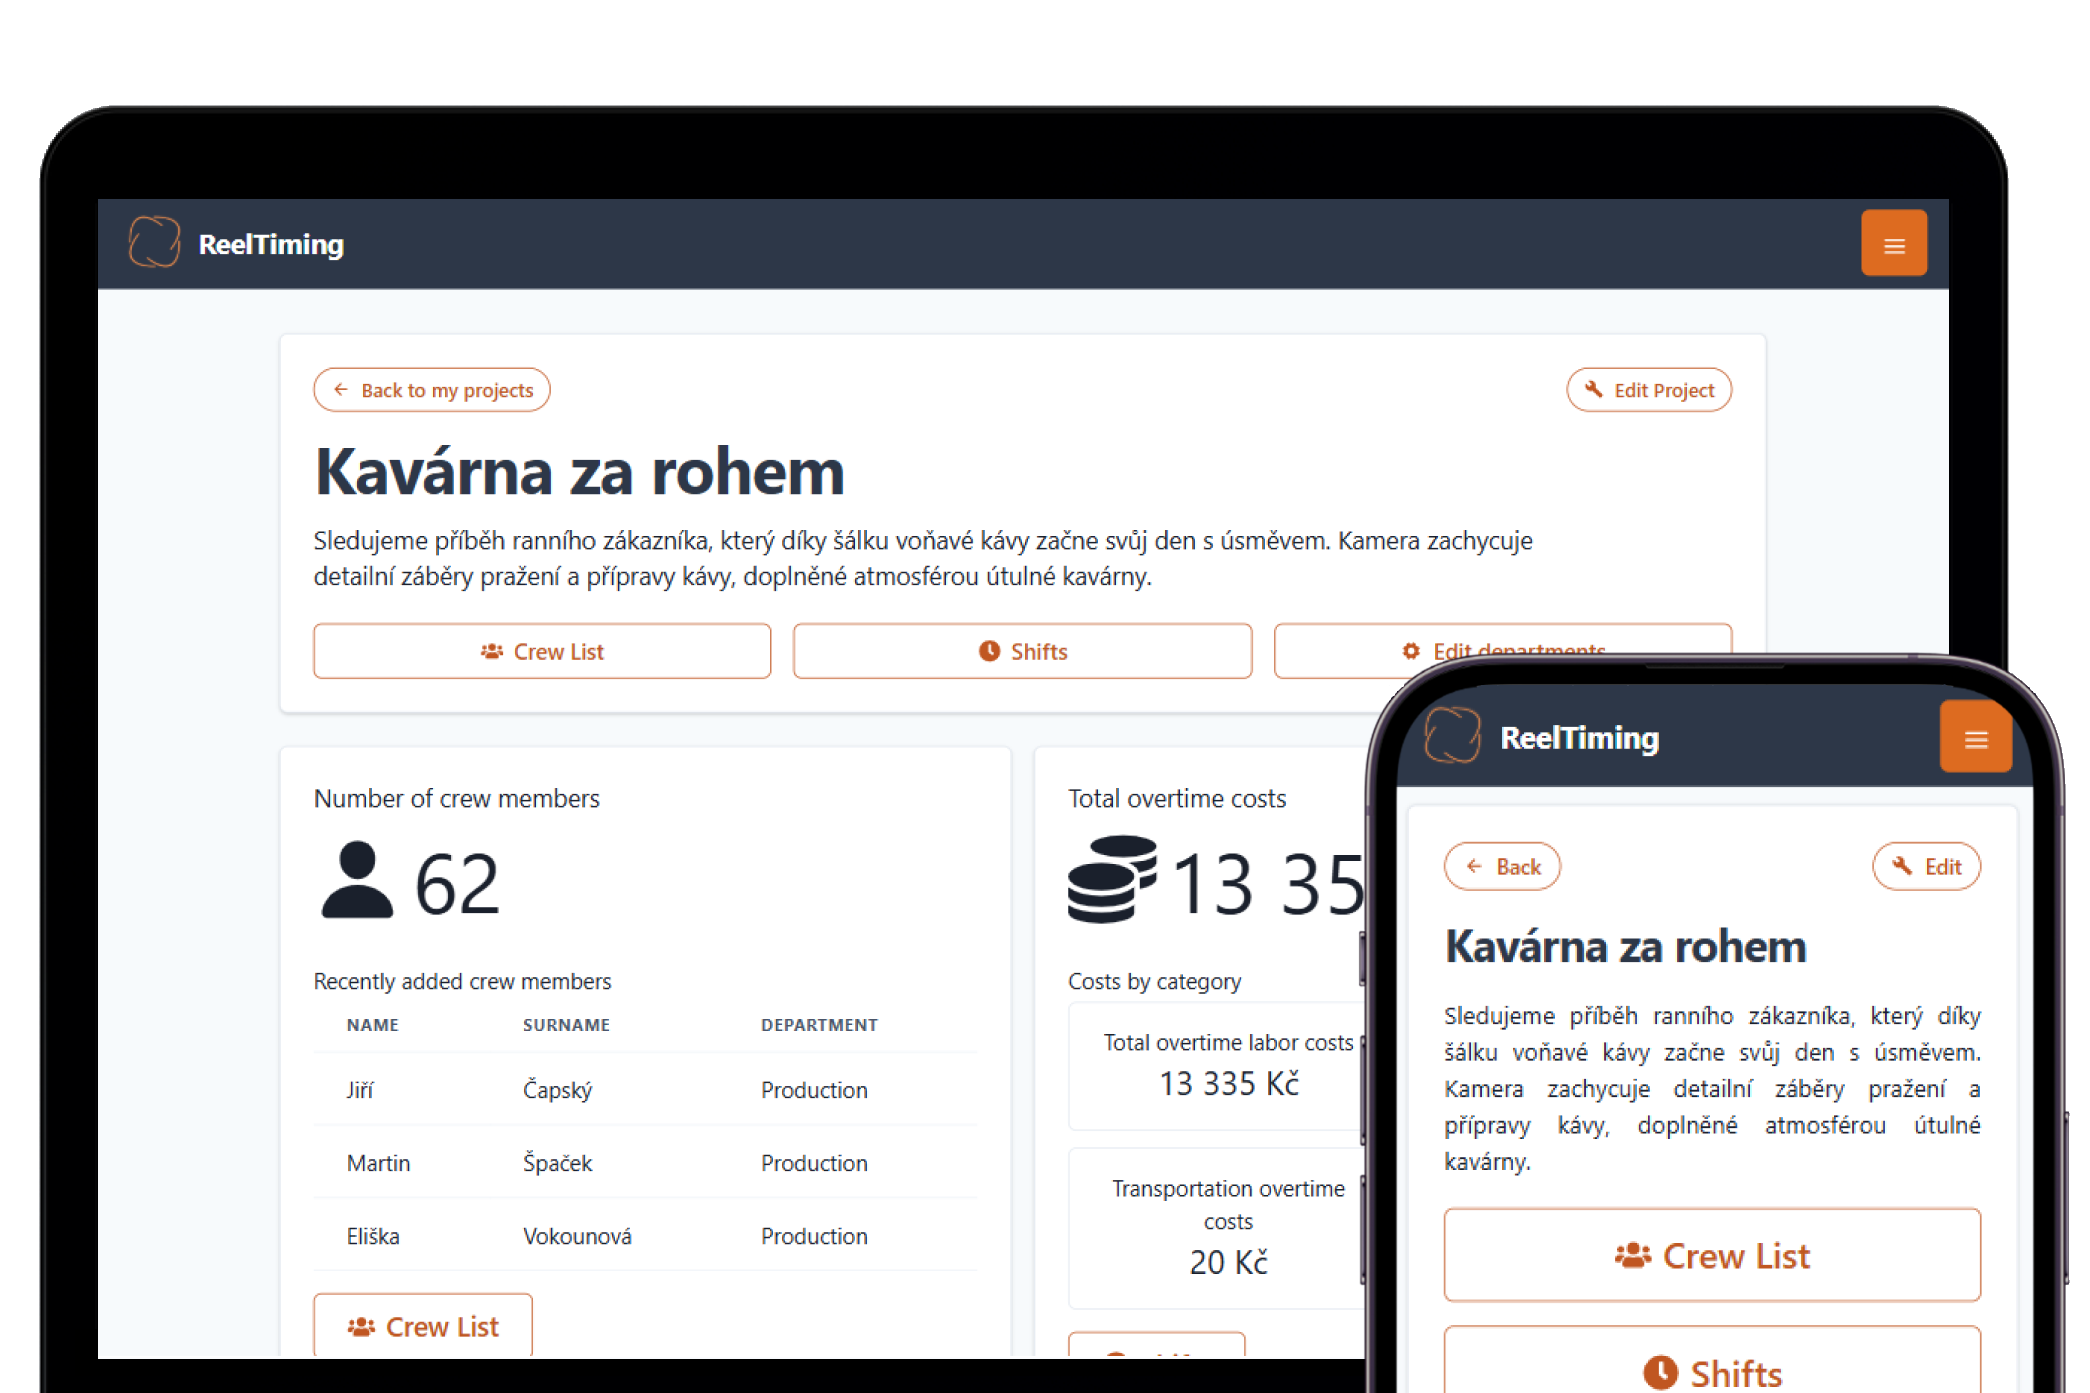 ReelTiming
Back to my projects
Edit Project
Kavárna za rohem
Sledujeme příběh ranního zákazníka, který díky šálku voňavé kávy začne svůj den s úsměvem. Kamera zachycuje
detailní záběry pražení a přípravy kávy, doplněné atmosférou útulné kavárny.
Crew List
Shifts
Edit departments
Number of crew members
62
Recently added crew members
NAME SURNAME DEPARTMENT
Jiří Čapský Production
Martin Špaček Production
Eliška Vokounová Production
Crew List
Total overtime costs
13 35
Costs by category
Total overtime labor costs
13 335 Kč
Transportation overtime
costs
20 Kč
ReelTiming
Back
Edit
Kavárna za rohem
Sledujeme příběh ranního zákazníka, který díky
šálku voňavé kávy začne svůj den s úsměvem.
Kamera zachycuje detailní záběry pražení a
přípravy kávy, doplněné atmosférou útulné
kavárny.
Crew List
Shifts